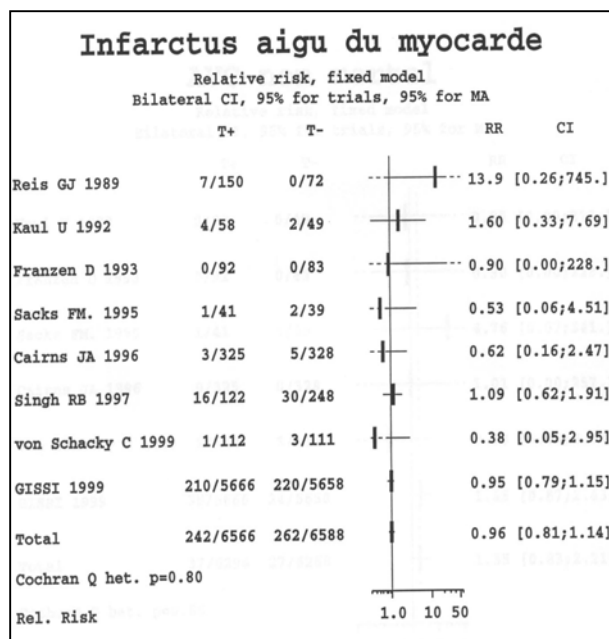 Infarctus aigu du myocarde
Relative risk, fixed model
Bilateral CI, 95% for trials, 95% for MA
T+ T- RR CI
Reis GJ 1989 7/150 0/72 13.9 [0.26;745.]
Kaul U 1992 4/58 2/49 1.60 [0.33;7.69]
Franzen D 1993 0/92 0/83 0.90 [0.00;228.]
Sacks FM. 1995 1/41 2/39 0.53 [0.06;4.51]
Cairns JA 1996 3/325 5/328 0.62 [0.16;2.47]
Singh RB 1997 16/122 30/248 1.09 [0.62;1.91]
von Schacky C 1999 1/112 3/111 0.38 [0.05;2.95]
GISSI 1999 210/5666 220/5658 0.95 [0.79;1.15]
Total 242/6566 262/6588 0.96 [0.81;1.14]
Cochran Q het. p=0.80
Rel. Risk 1.0 10 50